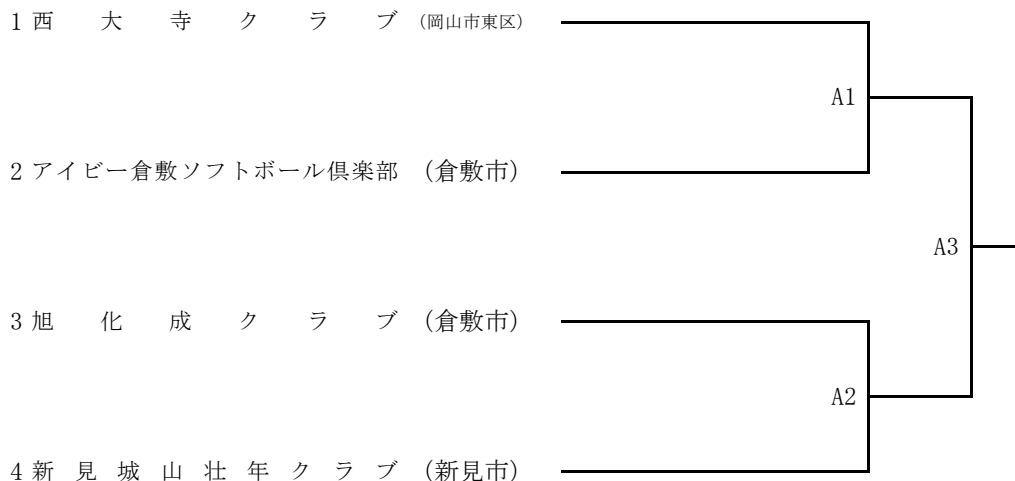 1 西大寺クラブ (岡山市東区)
A1
2 アイビー倉敷ソフトボール倶楽部 (倉敷市)
A3
3 旭化成クラブ (倉敷市)
A2
4 新見城山壮年クラブ (新見市)